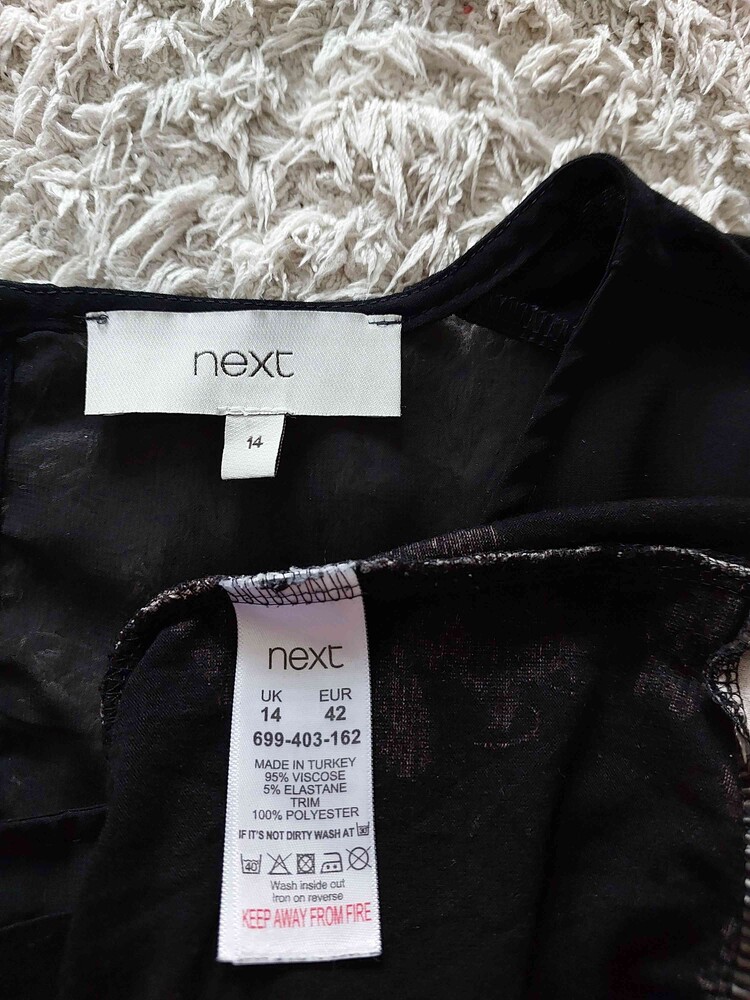 next
14
next
UK EUR
14 42
699-403-162
MADE IN TURKEY
95% VISCOSE
5% ELASTANE
TRIM
100% POLYESTER
IF IT'S NOT DIRTY WASH AT
40
Wash inside out
Iron on reverse
KEEP AWAY FROM FIRE